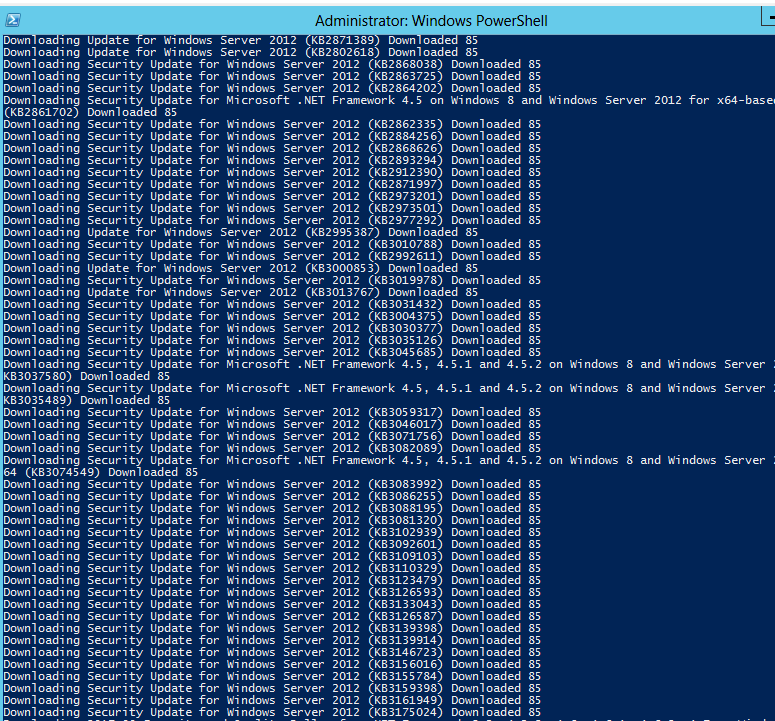 Administrator: Windows PowerShell
Downloading Update for Windows Server 2012 (KB2871389) Downloaded 85
Downloading Update for Windows Server 2012 (KB2802618) Downloaded 85
Downloading Security Update for Windows Server 2012 (KB2868038) Downloaded 85
Downloading Security Update for Windows Server 2012 (KB2863725) Downloaded 85
Downloading Security Update for Windows Server 2012 (KB2864202) Downloaded 85
Downloading Security Update for Microsoft .NET Framework 4.5 on Windows 8 and Windows Server 2012 for x64-base
(KB2861702) Downloaded 85
Downloading Security Update for Windows Server 2012 (KB2862335) Downloaded 85
Downloading Security Update for Windows Server 2012 (KB2884256) Downloaded 85
Downloading Security Update for Windows Server 2012 (KB2868626) Downloaded 85
Downloading Security Update for Windows Server 2012 (KB2893294) Downloaded 85
Downloading Security Update for Windows Server 2012 (KB2912390) Downloaded 85
Downloading Security Update for Windows Server 2012 (KB2871997) Downloaded 85
Downloading Security Update for Windows Server 2012 (KB2973201) Downloaded 85
Downloading Security Update for Windows Server 2012 (KB2973501) Downloaded 85
Downloading Security Update for Windows Server 2012 (KB2977292) Downloaded 85
Downloading Update for Windows Server 2012 (KB2995387) Downloaded 85
Downloading Security Update for Windows Server 2012 (KB3010788) Downloaded 85
Downloading Security Update for Windows Server 2012 (KB2992611) Downloaded 85
Downloading Update for Windows Server 2012 (KB3000853) Downloaded 85
Downloading Security Update for Windows Server 2012 (KB3019978) Downloaded 85
Downloading Update for Windows Server 2012 (KB3013767) Downloaded 85
Downloading Security Update for Windows Server 2012 (KB3031432) Downloaded 85
Downloading Security Update for Windows Server 2012 (KB3004375) Downloaded 85
Downloading Security Update for Windows Server 2012 (KB3030377) Downloaded 85
Downloading Security Update for Windows Server 2012 (KB3035126) Downloaded 85
Downloading Security Update for Windows Server 2012 (KB3045685) Downloaded 85
Downloading Security Update for Microsoft .NET Framework 4.5, 4.5.1 and 4.5.2 on Windows 8 and Windows Server
KB3037580) Downloaded 85
Downloading Security Update for Microsoft .NET Framework 4.5, 4.5.1 and 4.5.2 on Windows 8 and Windows Server
KB3035489) Downloaded 85
Downloading Security Update for Windows Server 2012 (KB3059317) Downloaded 85
Downloading Security Update for Windows Server 2012 (KB3046017) Downloaded 85
Downloading Security Update for Windows Server 2012 (KB3071756) Downloaded 85
Downloading Security Update for Windows Server 2012 (KB3082089) Downloaded 85
Downloading Security Update for Microsoft .NET Framework 4.5, 4.5.1 and 4.5.2 on Windows 8 and Windows Server
64 (KB3074549) Downloaded 85
Downloading Security Update for Windows Server 2012 (KB3083992) Downloaded 85
Downloading Security Update for Windows Server 2012 (KB3086255) Downloaded 85
Downloading Security Update for Windows Server 2012 (KB3088195) Downloaded 85
Downloading Security Update for Windows Server 2012 (KB3081320) Downloaded 85
Downloading Security Update for Windows Server 2012 (KB3102939) Downloaded 85
Downloading Security Update for Windows Server 2012 (KB3092601) Downloaded 85
Downloading Security Update for Windows Server 2012 (KB3109103) Downloaded 85
Downloading Security Update for Windows Server 2012 (KB3110329) Downloaded 85
Downloading Security Update for Windows Server 2012 (KB3123479) Downloaded 85
Downloading Security Update for Windows Server 2012 (KB3126593) Downloaded 85
Downloading Security Update for Windows Server 2012 (KB3133043) Downloaded 85
Downloading Security Update for Windows Server 2012 (KB3126587) Downloaded 85
Downloading Security Update for Windows Server 2012 (KB3139398) Downloaded 85
Downloading Security Update for Windows Server 2012 (KB3139914) Downloaded 85
Downloading Security Update for Windows Server 2012 (KB3146723) Downloaded 85
Downloading Security Update for Windows Server 2012 (KB3156016) Downloaded 85
Downloading Security Update for Windows Server 2012 (KB3155784) Downloaded 85
Downloading Security Update for Windows Server 2012 (KB3159398) Downloaded 85
Downloading Security Update for Windows Server 2012 (KB3161949) Downloaded 85
Downloading Security Update for Windows Server 2012 (KB3175024) Downloaded 85